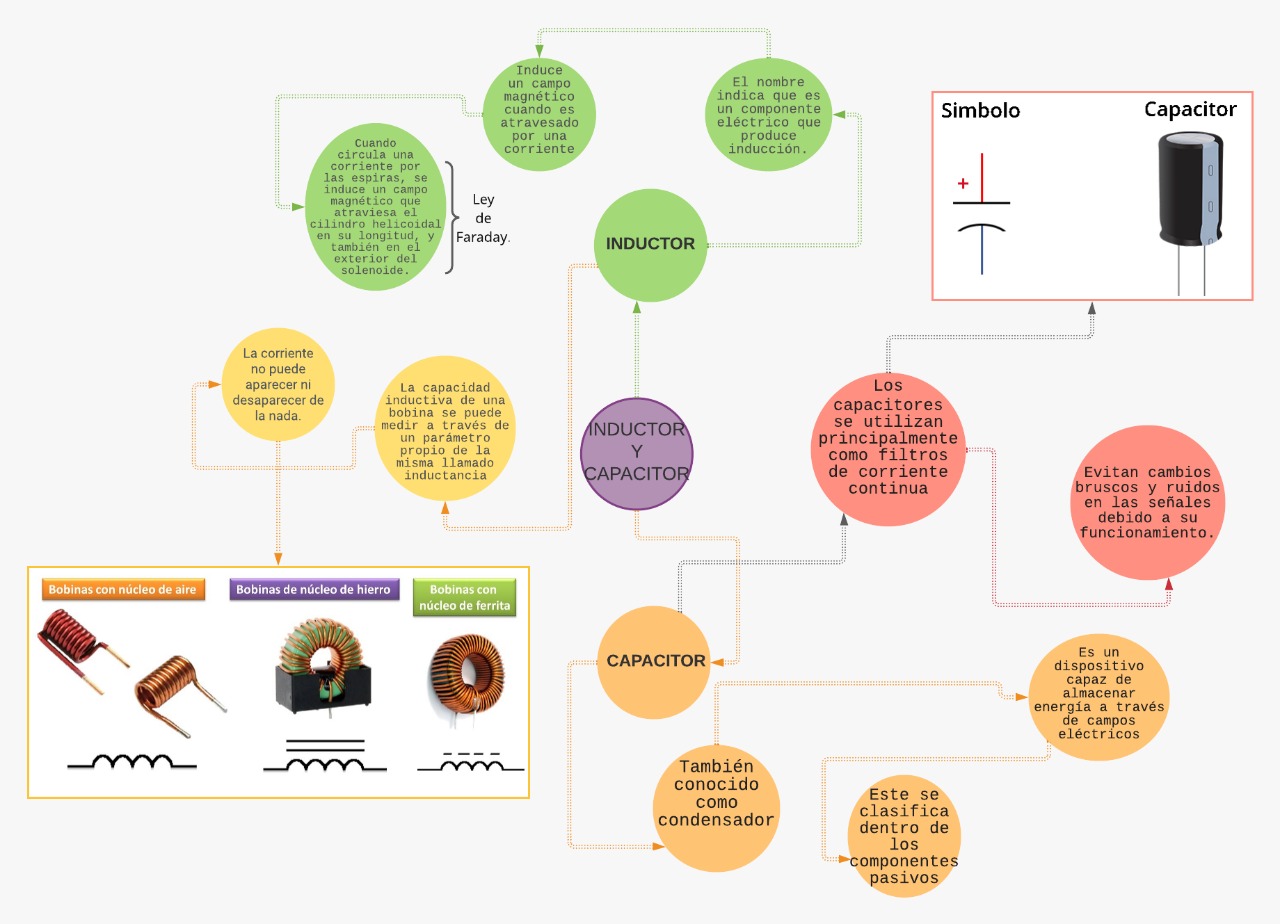 INDUCTOR
Y
CAPACITOR
INDUCTOR
El nombre
indica que es
un componente
eléctrico que
produce
inducción.
Induce
un campo
magnético
cuando es
atravesado
por una
corriente
Cuando
circula una
corriente por
las espiras, se
induce un campo
magnético que
atraviesa el
cilindro helicoidal
en su longitud, y
también en el
exterior del
solenoide.
Ley
de
Faraday.
La capacidad
inductiva de una
bobina se puede
medir a través de
un parámetro
propio de la
misma llamado
inductancia
La corriente
no puede
aparecer ni
desaparecer de
la nada.
Bobinas con núcleo de aire
Bobinas de núcleo de hierro
Bobinas con
núcleo de ferrita
CAPACITOR
También
conocido
como
condensador
Es un
dispositivo
capaz de
almacenar
energía a través
de campos
eléctricos
Este se
clasifica
dentro de
los
componentes
pasivos
Los
capacitores
se utilizan
principalmente
como filtros
de corriente
continua
Evitan cambios
bruscos y ruidos
en las señales
debido a su
funcionamiento.
Simbolo
Capacitor
+